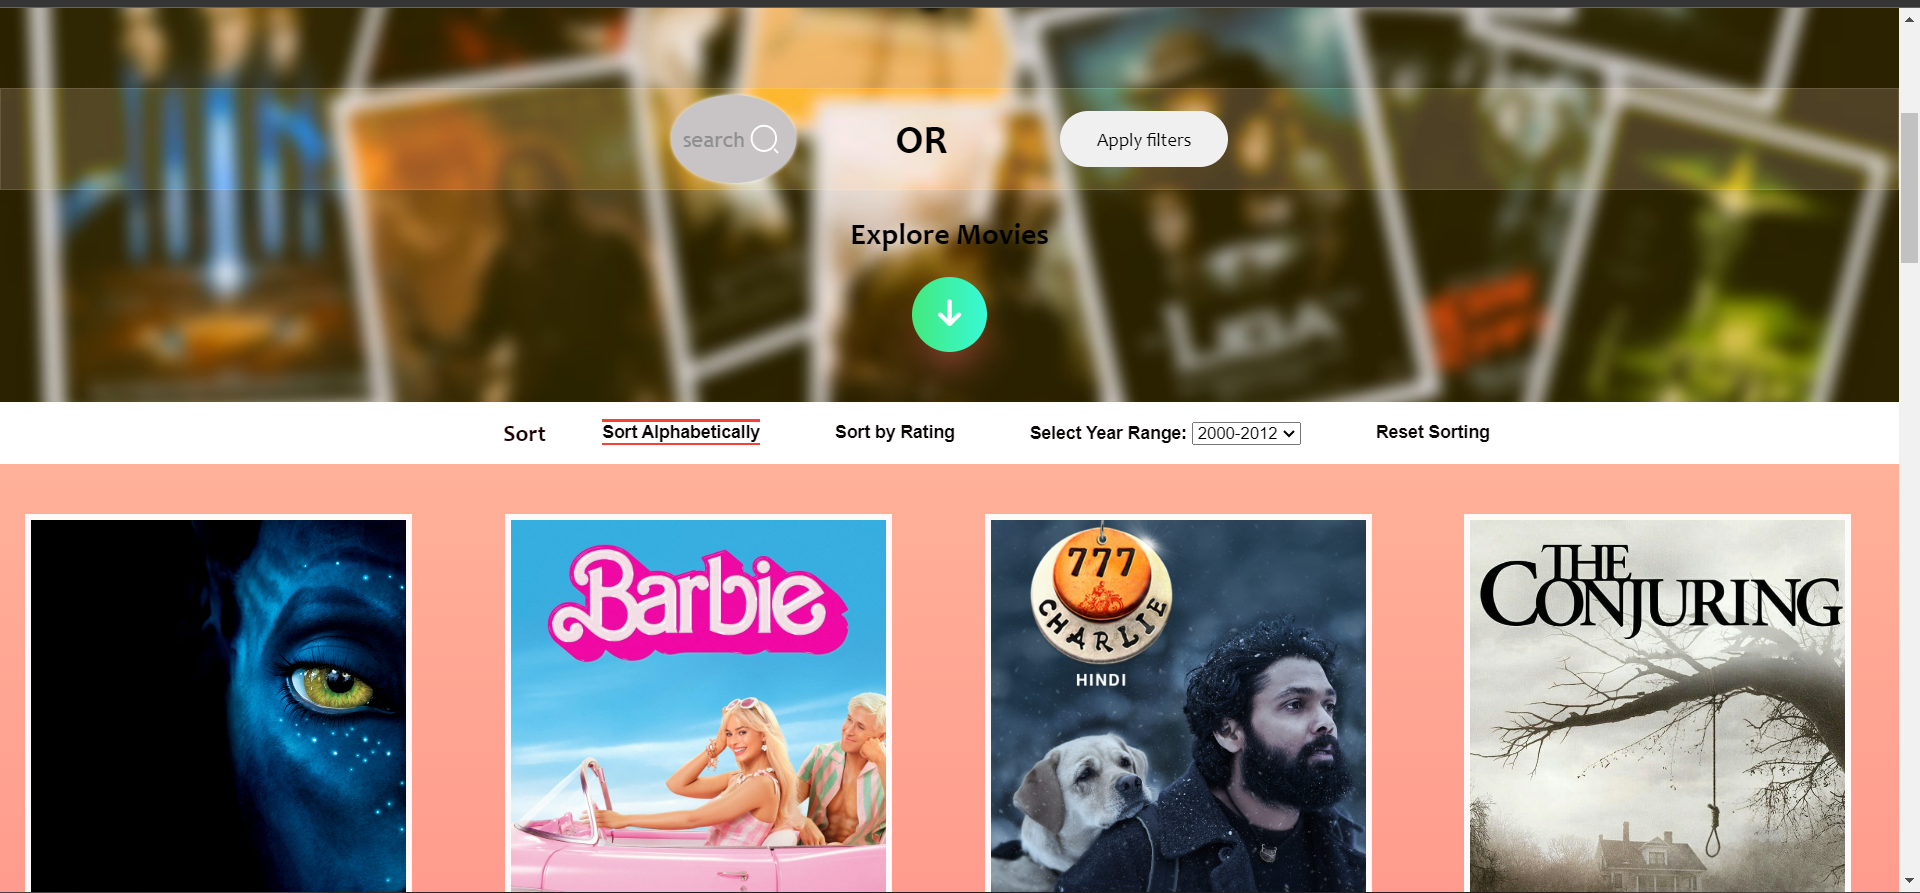 search
OR
Apply filters
Explore Movies
Sort
Sort Alphabetically
Sort by Rating
Select Year Range: 2000-2012
Reset Sorting
Barbie
777
CHARLIE
HINDI
THE
CONJURING